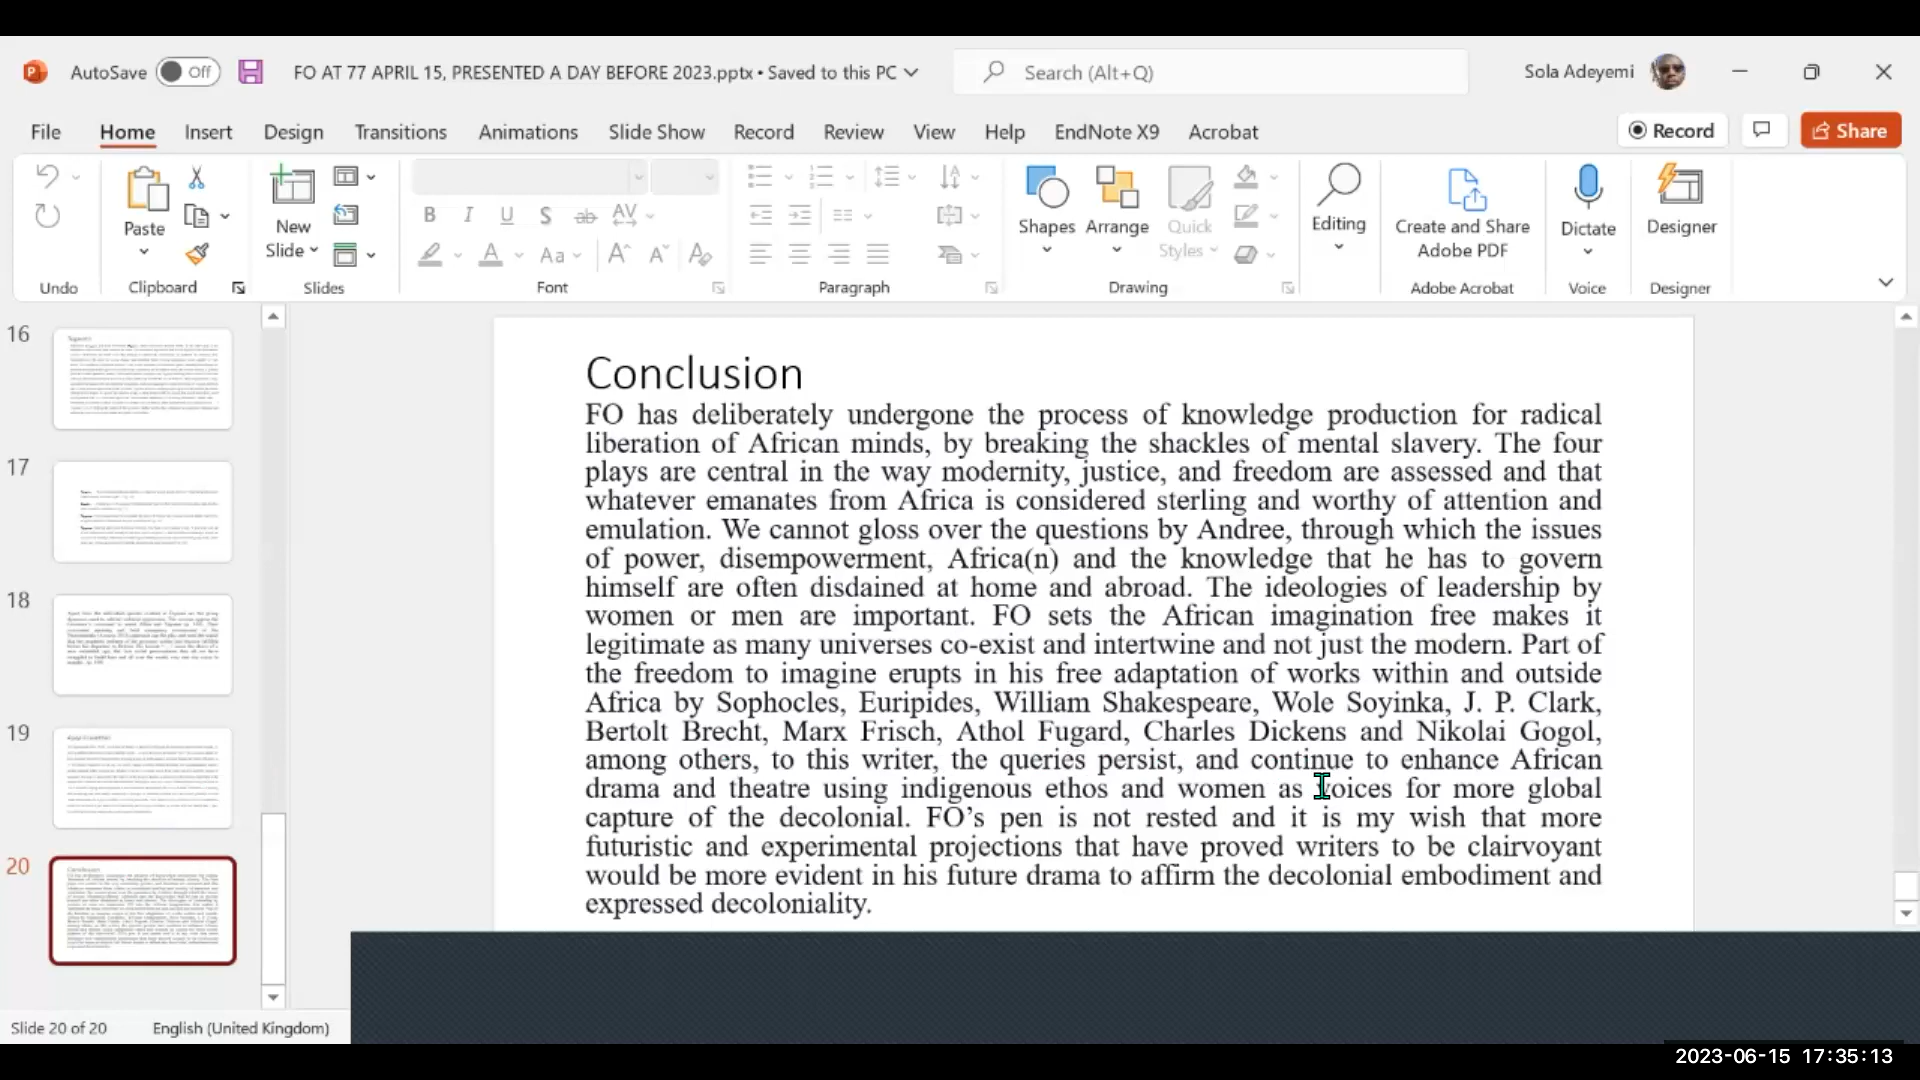 AutoSave Off FO AT 77 APRIL 15, PRESENTED A DAY BEFORE 2023.pptx • Saved to this PC Search (Alt+Q) Sola Adeyemi
File Home Insert Design Transitions Animations Slide Show Record Review View Help EndNote X9 Acrobat Record Share
Paste New Slide Shapes Arrange Quick Styles Editing Create and Share Adobe PDF Dictate Designer
Undo Clipboard Slides Font Paragraph Drawing Adobe Acrobat Voice Designer
16
17
18
19
20
Conclusion
FO has deliberately undergone the process of knowledge production for radical
liberation of African minds, by breaking the shackles of mental slavery. The four
plays are central in the way modernity, justice, and freedom are assessed and that
whatever emanates from Africa is considered sterling and worthy of attention and
emulation. We cannot gloss over the questions by Andree, through which the issues
of power, disempowerment, Africa(n) and the knowledge that he has to govern
himself are often disdained at home and abroad. The ideologies of leadership by
women or men are important. FO sets the African imagination free makes it
legitimate as many universes co-exist and intertwine and not just the modern. Part of
the freedom to imagine erupts in his free adaptation of works within and outside
Africa by Sophocles, Euripides, William Shakespeare, Wole Soyinka, J. P. Clark,
Bertolt Brecht, Marx Frisch, Athol Fugard, Charles Dickens and Nikolai Gogol,
among others, to this writer, the queries persist, and continue to enhance African
drama and theatre using indigenous ethos and women as voices for more global
capture of the decolonial. FO’s pen is not rested and it is my wish that more
futuristic and experimental projections that have proved writers to be clairvoyant
would be more evident in his future drama to affirm the decolonial embodiment and
expressed decoloniality.
Slide 20 of 20 English (United Kingdom)
2023-06-15 17:35:13